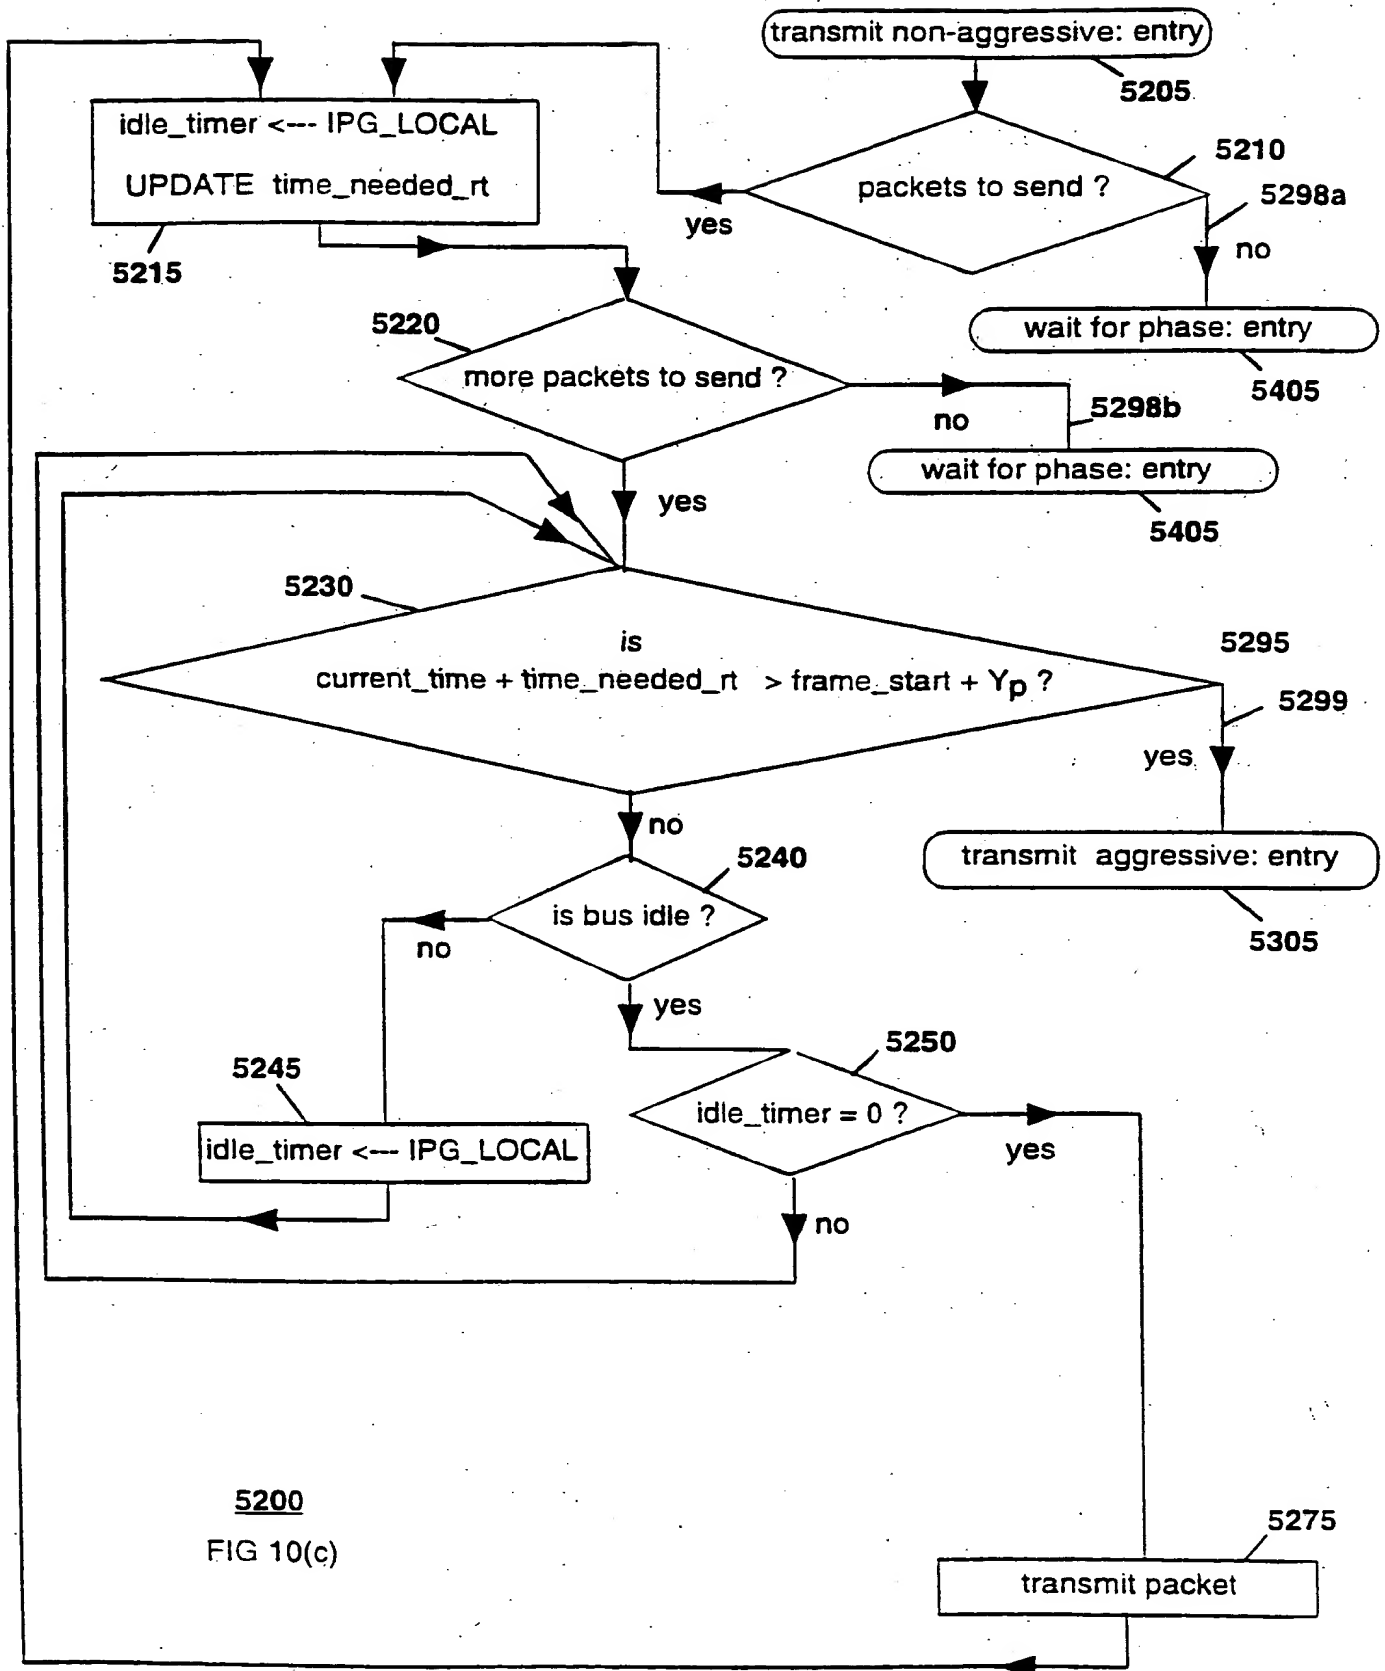 transmit non-aggressive: entry
5205
idle_timer <--- IPG_LOCAL
UPDATE time_needed_rt
5215
5210
packets to send ?
5298a
yes
no
wait for phase: entry
5405
5220
more packets to send ?
no
5298b
wait for phase: entry
5405
yes
5230
is
current_time + time_needed_rt > frame_start + Yp ?
5295
5299
yes
no
transmit aggressive: entry
5305
5240
is bus idle ?
no
yes
5250
5245
idle_timer = 0 ?
idle_timer <--- IPG_LOCAL
yes
no
5200
FIG 10(c)
5275
transmit packet